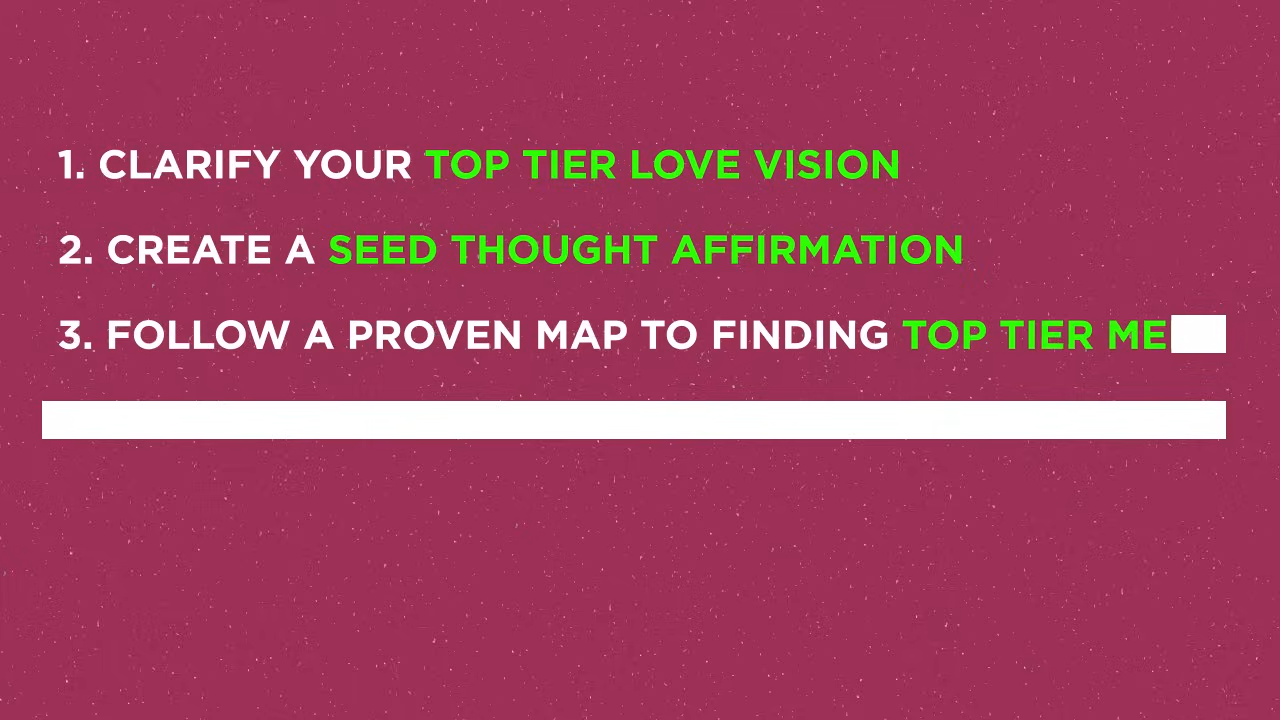 1. CLARIFY YOUR TOP TIER LOVE VISION
2. CREATE A SEED THOUGHT AFFIRMATION
3. FOLLOW A PROVEN MAP TO FINDING TOP TIER ME